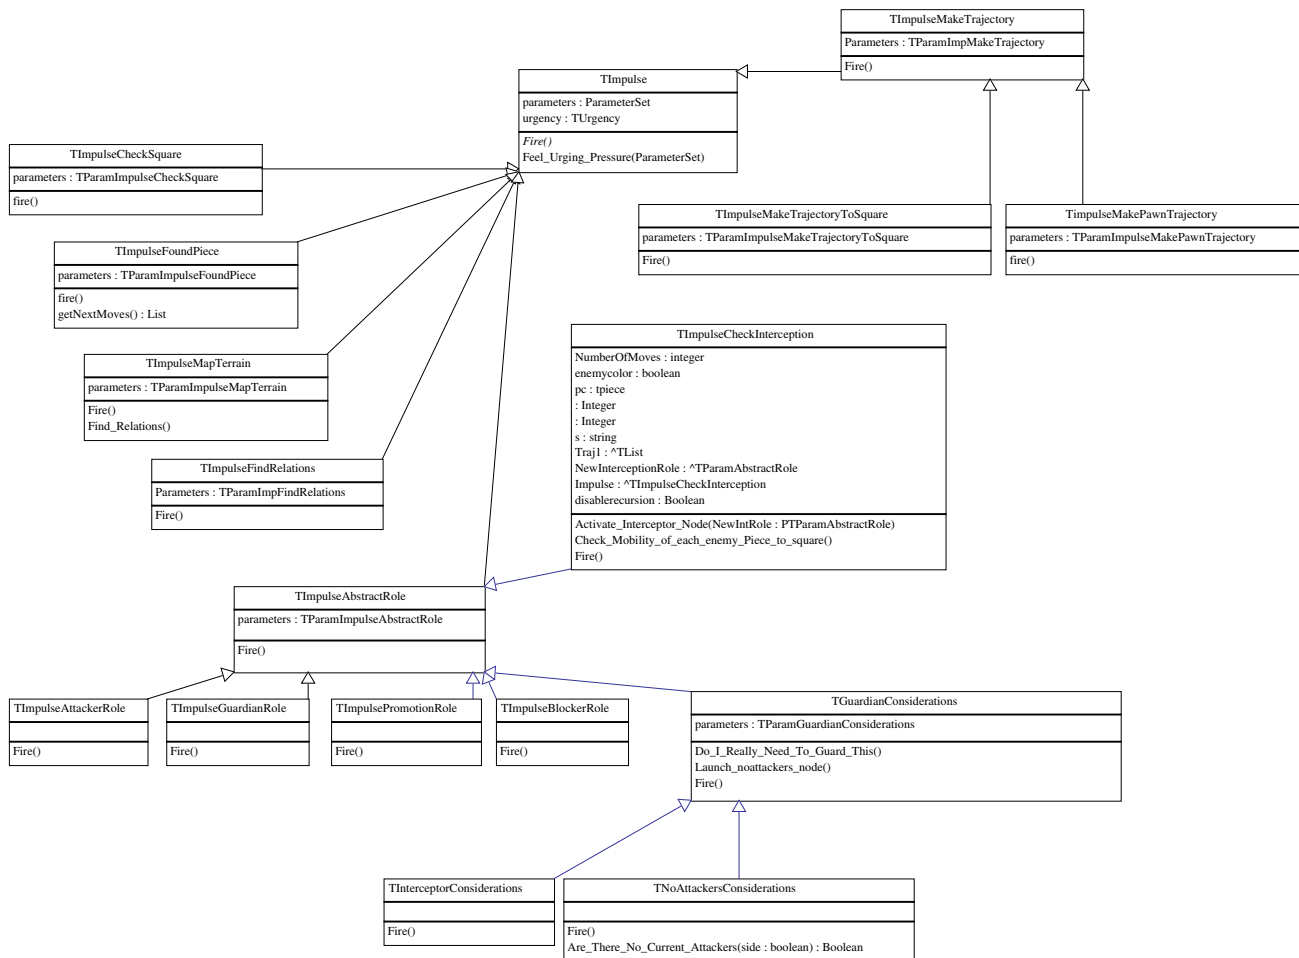 TImpulseMakeTrajectory
Parameters : TParamImpMakeTrajectory
Fire()
TImpulse
parameters : ParameterSet
urgency : TUrgency
Fire()
Feel_Urging_Pressure(ParameterSet)
TImpulseCheckSquare
parameters : TParamImpulseCheckSquare
fire()
TImpulseMakeTrajectoryToSquare
parameters : TParamImpulseMakeTrajectoryToSquare
Fire()
TimpulseMakePawnTrajectory
parameters : TParamImpulseMakePawnTrajectory
fire()
TImpulseFoundPiece
parameters : TParamImpulseFoundPiece
fire()
getNextMoves() : List
TImpulseMapTerrain
parameters : TParamImpulseMapTerrain
Fire()
Find_Relations()
TImpulseCheckInterception
NumberOfMoves : integer
enemycolor : boolean
pc : tpiece
: Integer
: Integer
s : string
Traj1 : ^TList
NewInterceptionRole : ^TParamAbstractRole
Impulse : ^TImpulseCheckInterception
disablerecursion : Boolean
Activate_Interceptor_Node(NewIntRole : PTParamAbstractRole)
Check_Mobility_of_each_enemy_Piece_to_square()
Fire()
TImpulseFindRelations
Parameters : TParamImpFindRelations
Fire()
TImpulseAbstractRole
parameters : TParamImpulseAbstractRole
Fire()
TImpulseAttackerRole
Fire()
TImpulseGuardianRole
Fire()
TImpulsePromotionRole
Fire()
TImpulseBlockerRole
Fire()
TGuardianConsiderations
parameters : TParamGuardianConsiderations
Do_I_Really_Need_To_Guard_This()
Launch_noattackers_node()
Fire()
TInterceptorConsiderations
Fire()
TNoAttackersConsiderations
Fire()
Are_There_No_Current_Attackers(side : boolean) : Boolean